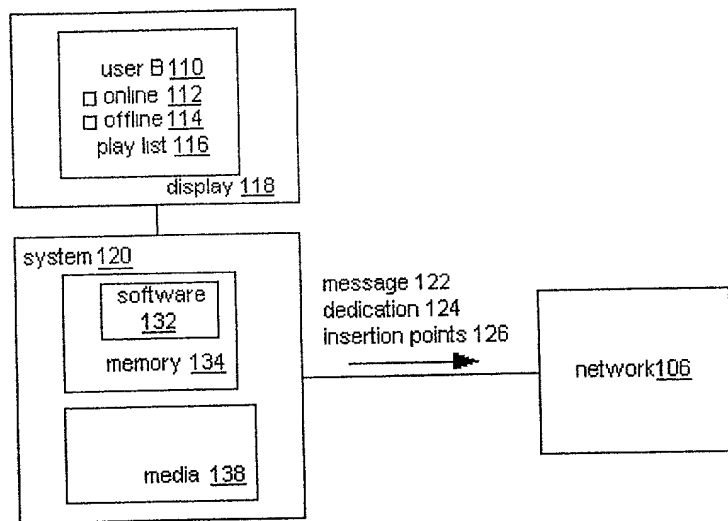 user B 110
online 112
offline 114
play list 116
display 118
system 120
software
132
memory 134
media 138
message 122
dedication 124
insertion points 126
network106